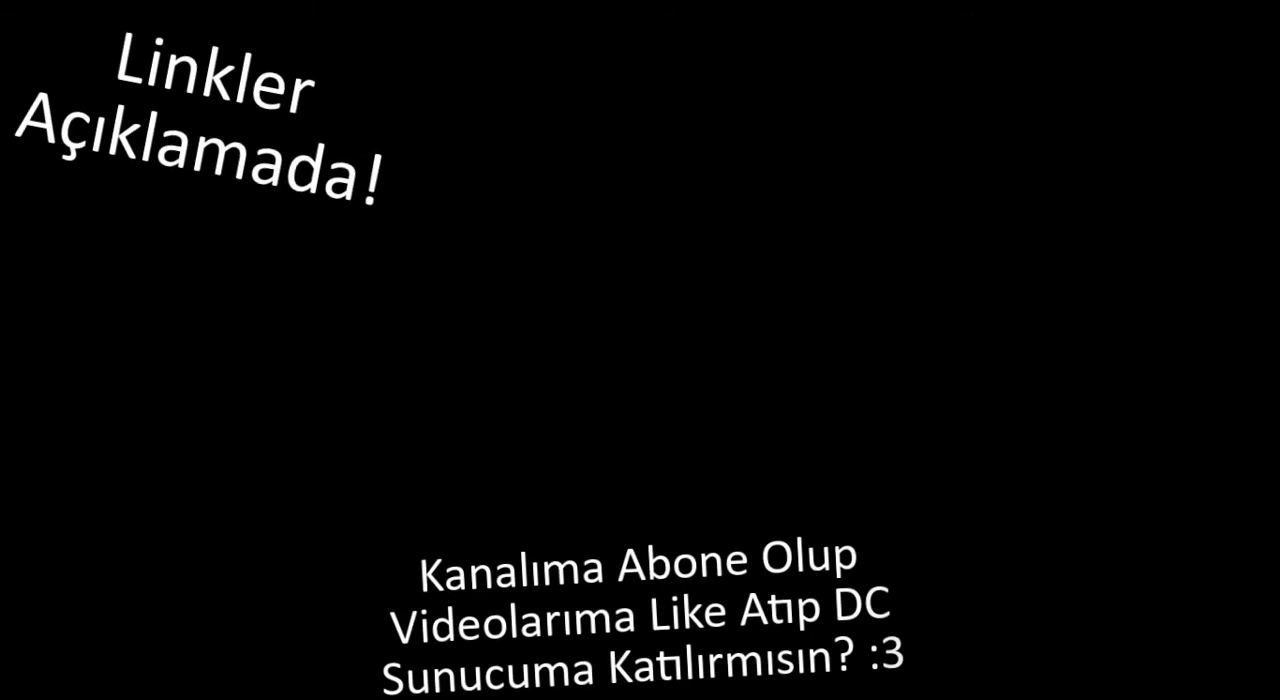 Linkler
Açıklamada!
Kanalıma Abone Olup
Videolarıma Like Atıp DC
Sunucuma Katılırmısın? :3